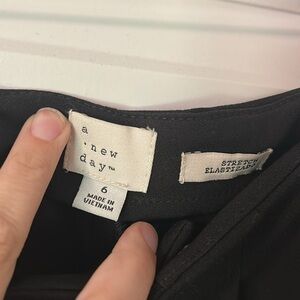 a
·new
day™
6
MADE IN
VIETNAM
STRETCH